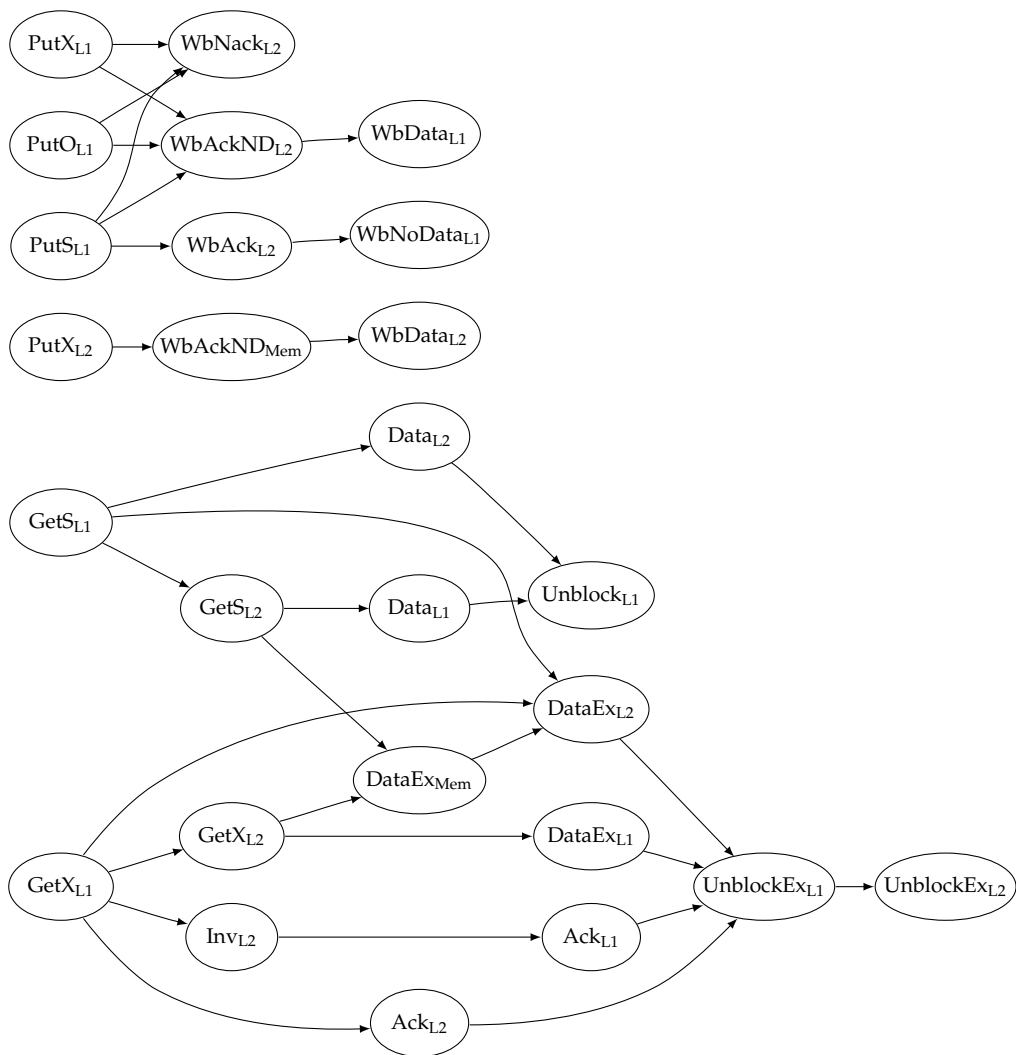 PutX_L1
WbNack_L2
PutO_L1
WbAckND_L2
WbData_L1
PutS_L1
WbAck_L2
WbNoData_L1
PutX_L2
WbAckND_Mem
WbData_L2
Data_L2
GetS_L1
Unblock_L1
GetS_L2
Data_L1
DataEx_L2
DataEx_Mem
GetX_L2
DataEx_L1
GetX_L1
UnblockEx_L1
UnblockEx_L2
Inv_L2
Ack_L1
Ack_L2